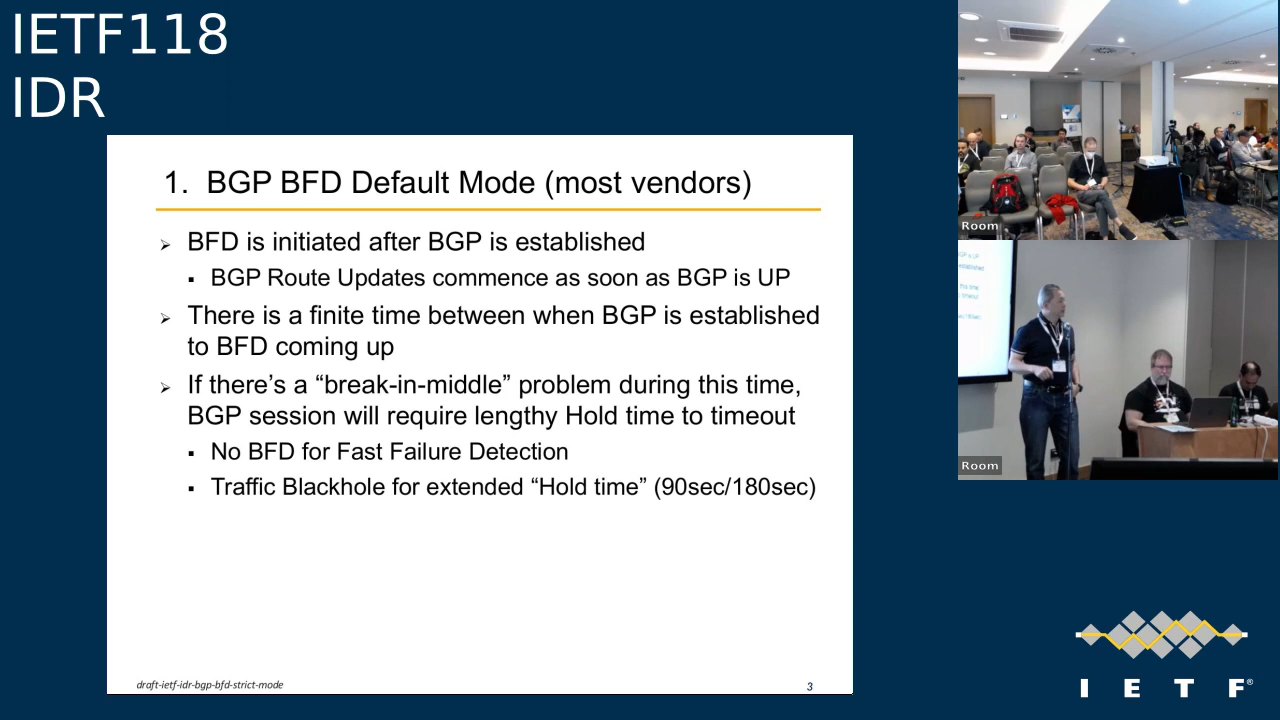 IETF118
IDR
1. BGP BFD Default Mode (most vendors)
➢ BFD is initiated after BGP is established
▪ BGP Route Updates commence as soon as BGP is UP
➢ There is a finite time between when BGP is established
to BFD coming up
➢ If there’s a “break-in-middle” problem during this time,
BGP session will require lengthy Hold time to timeout
▪ No BFD for Fast Failure Detection
▪ Traffic Blackhole for extended “Hold time” (90sec/180sec)
draft-ietf-idr-bgp-bfd-strict-mode
3
Room
Room
I E T F®